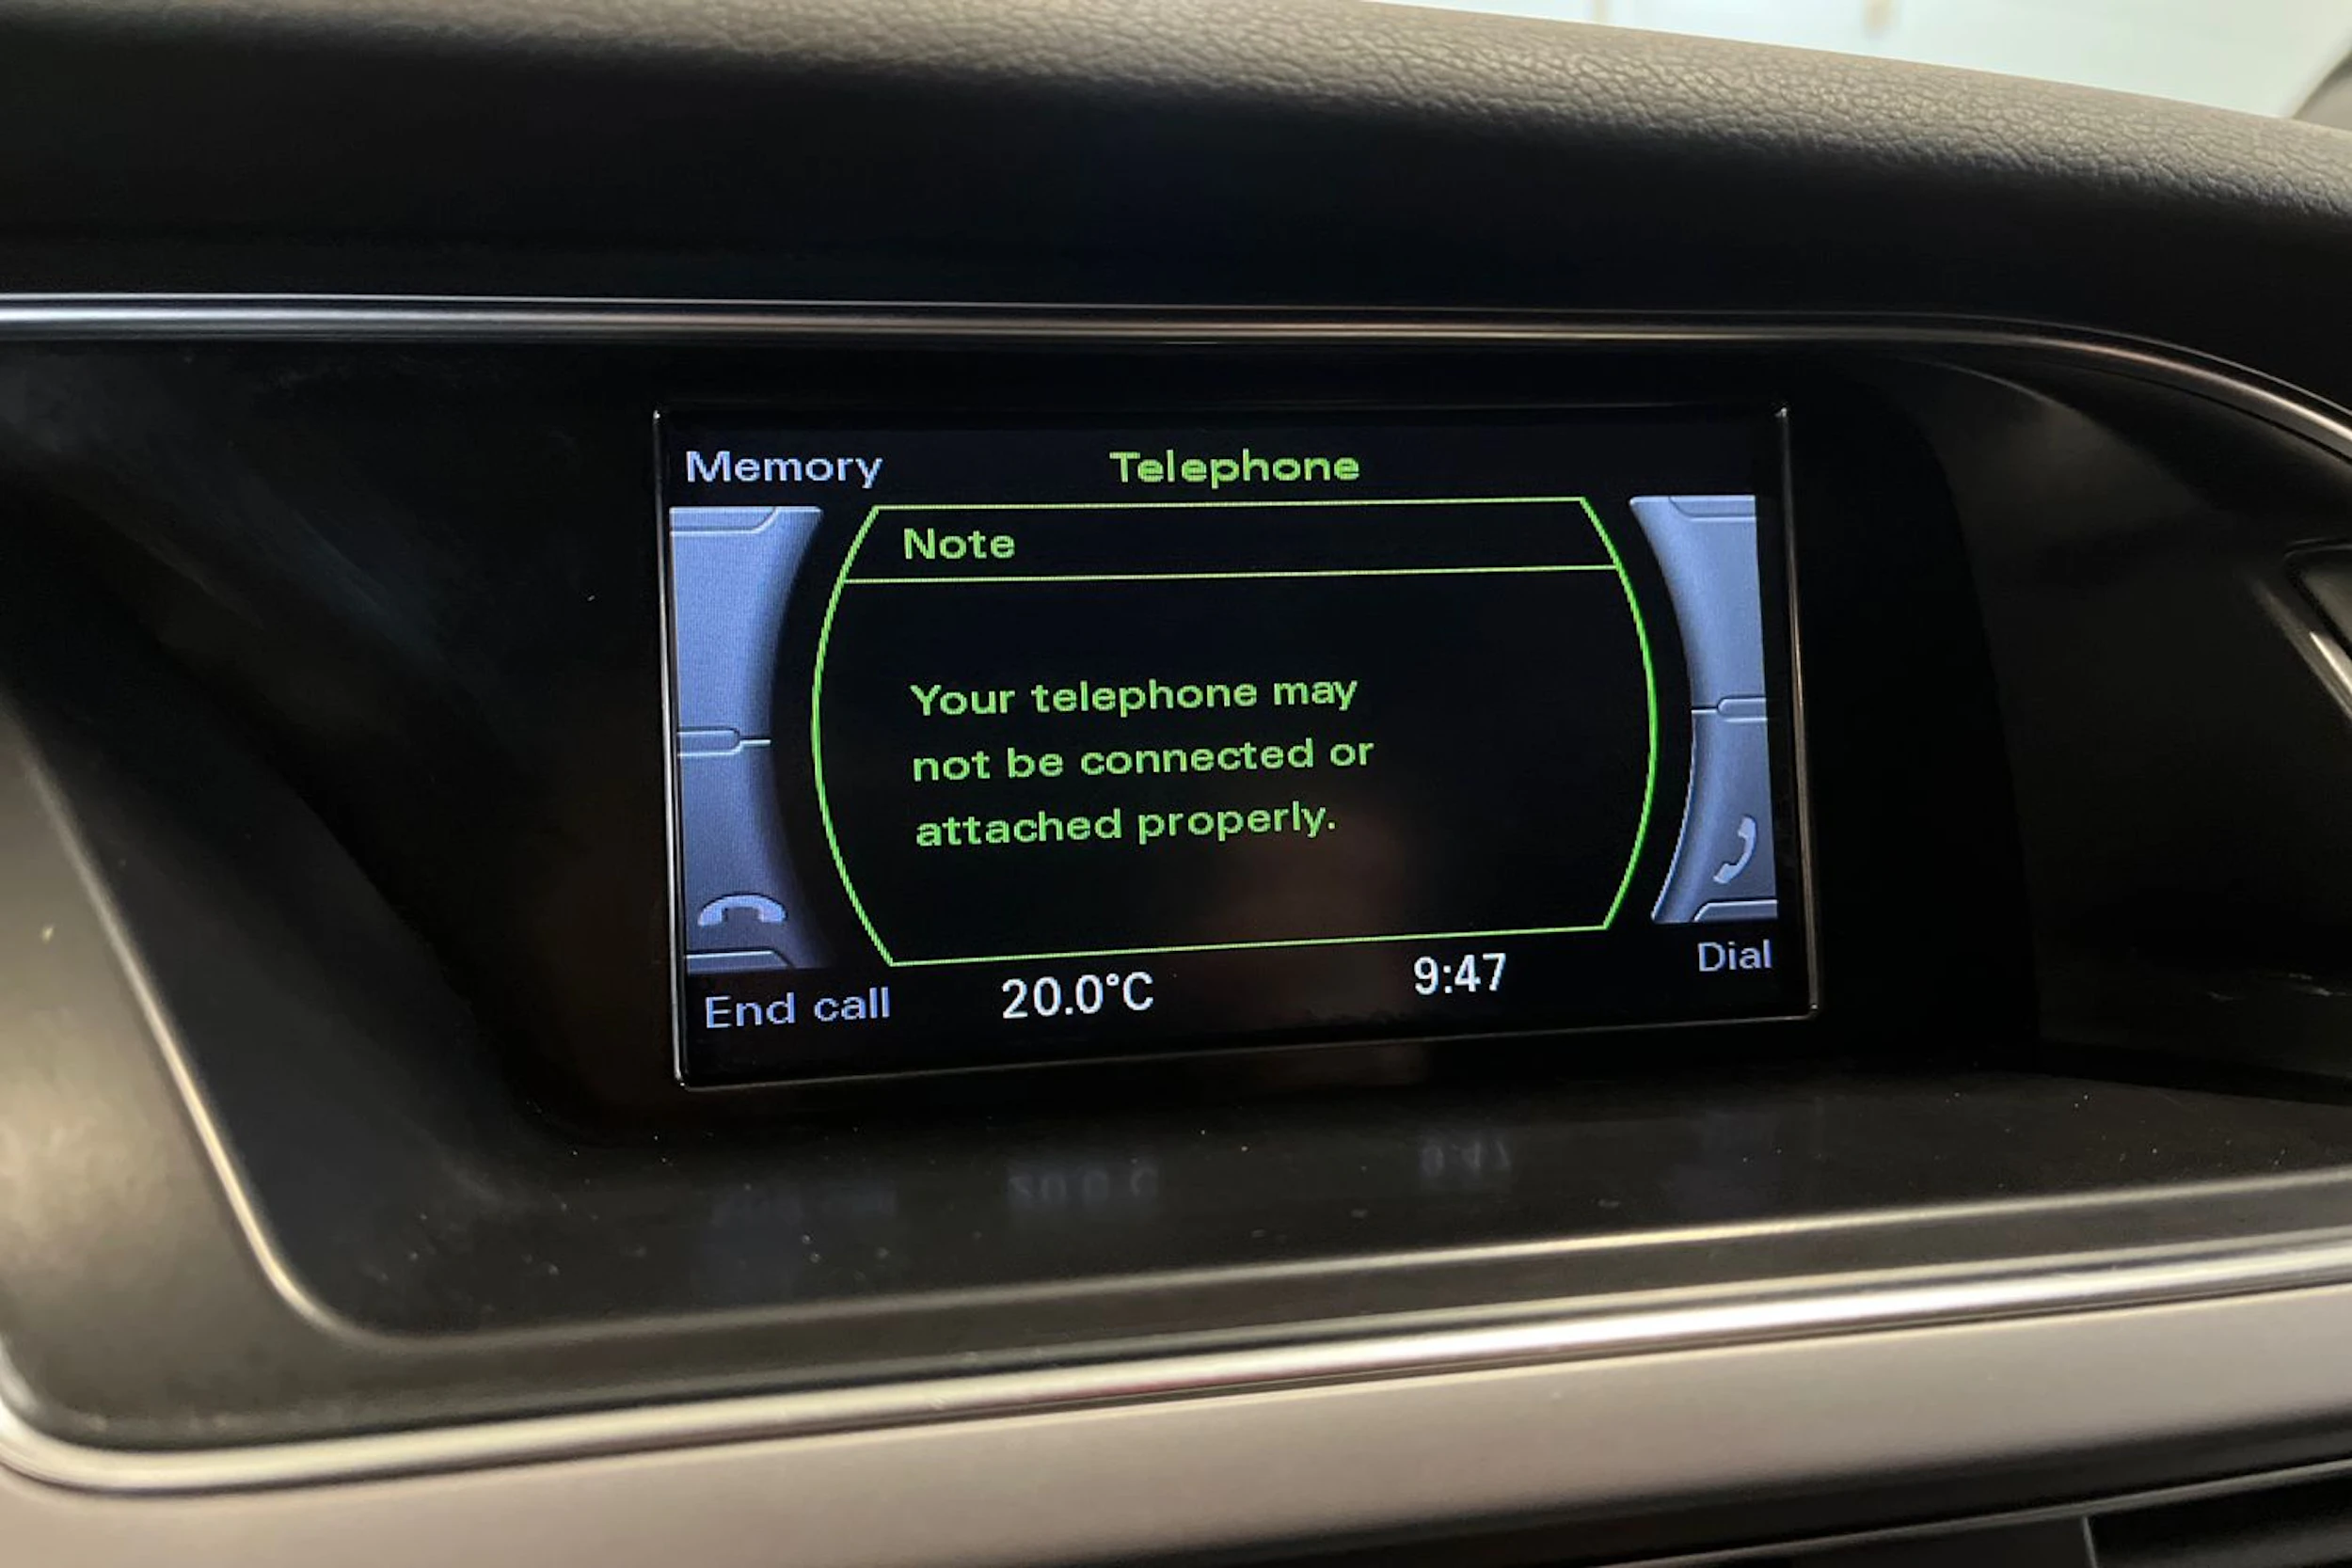 Memory
Telephone
Note
Your telephone may
not be connected or
attached properly.
End call
20.0°C
9:47
Dial